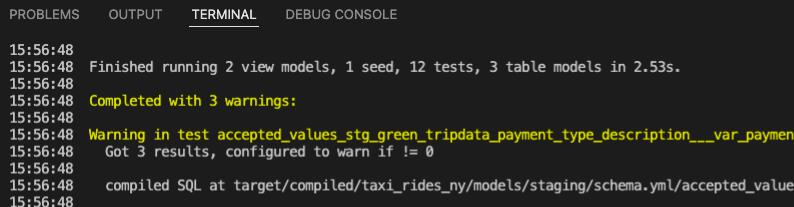 PROBLEMS OUTPUT TERMINAL DEBUG CONSOLE
15:56:48
15:56:48 Finished running 2 view models, 1 seed, 12 tests, 3 table models in 2.53s.
15:56:48
15:56:48 Completed with 3 warnings:
15:56:48
15:56:48 Warning in test accepted_values_stg_green_tripdata_payment_type_description___var_paymen
15:56:48 Got 3 results, configured to warn if != 0
15:56:48
15:56:48 compiled SQL at target/compiled/taxi_rides_ny/models/staging/schema.yml/accepted_value
15:56:48